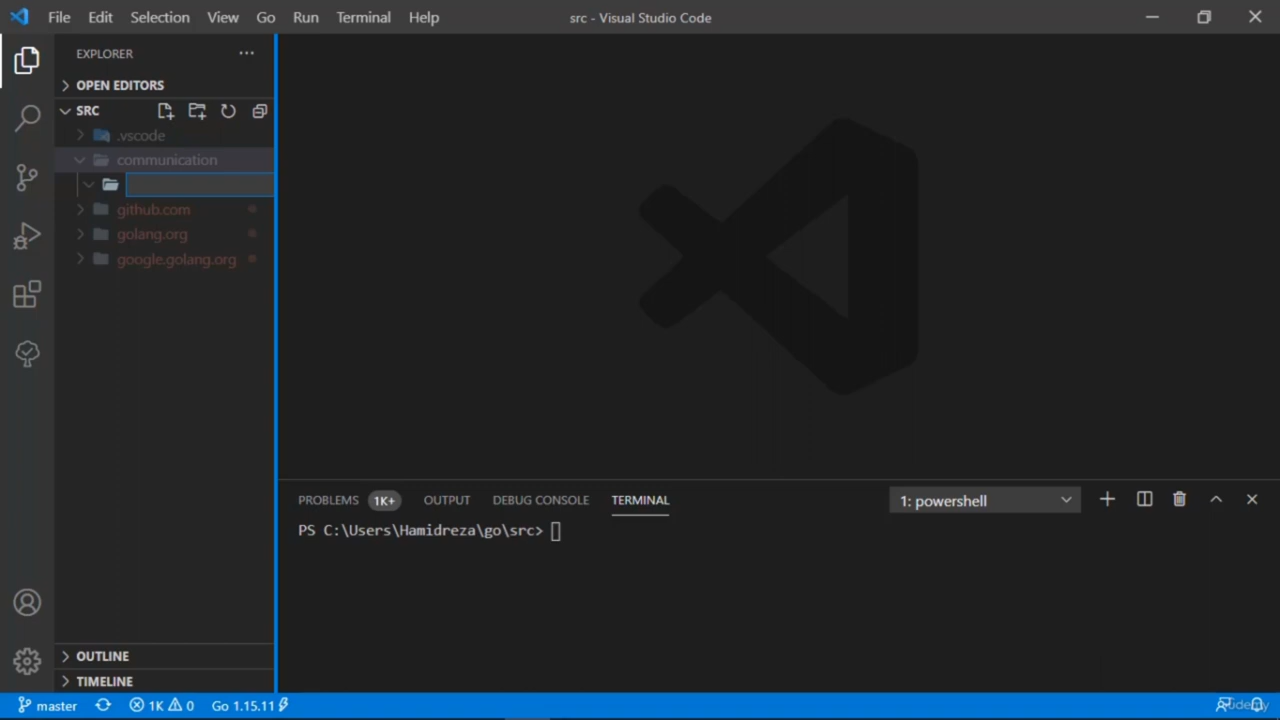 File Edit Selection View Go Run Terminal Help src - Visual Studio Code
EXPLORER
OPEN EDITORS
SRC
.vscode
communication
github.com
golang.org
google.golang.org
PROBLEMS 1K+ OUTPUT DEBUG CONSOLE TERMINAL 1: powershell
PS C:\Users\Hamidreza\go\src>
OUTLINE
TIMELINE
master 1K 0 Go 1.15.11 Udemy